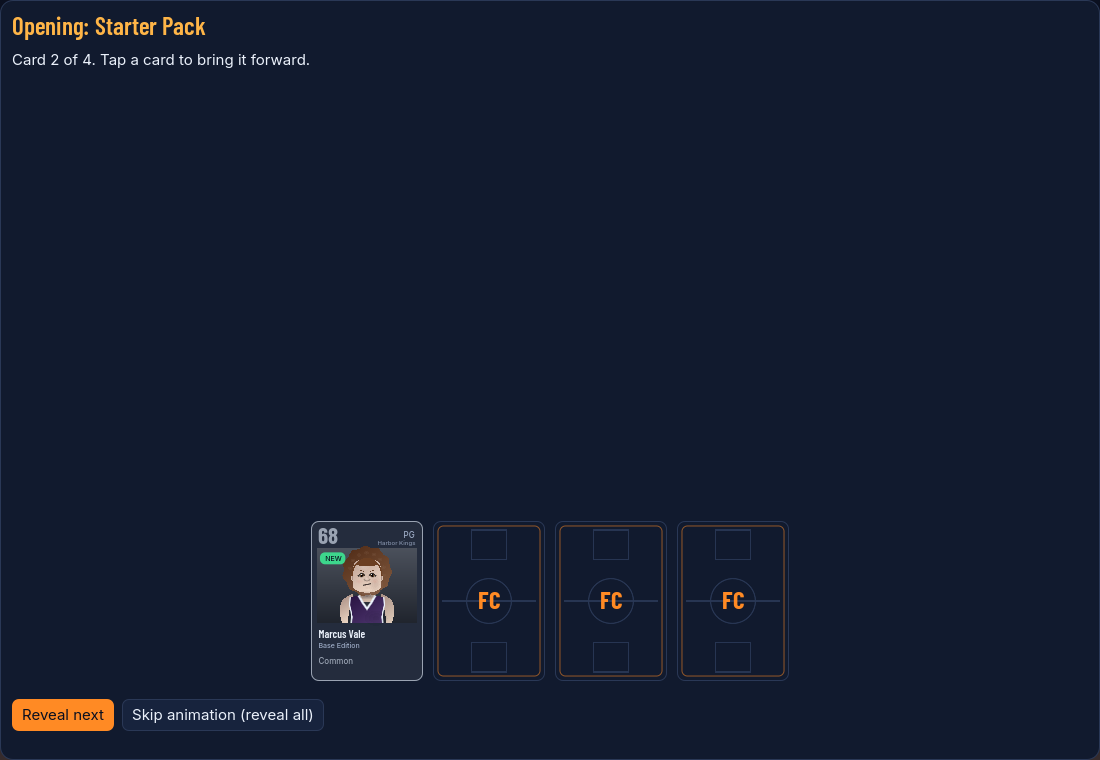 Opening: Starter Pack
Card 2 of 4. Tap a card to bring it forward.
68
PG
Harbor Kings
NEW
Marcus Vale
Base Edition
Common
FC
FC
FC
Reveal next
Skip animation (reveal all)